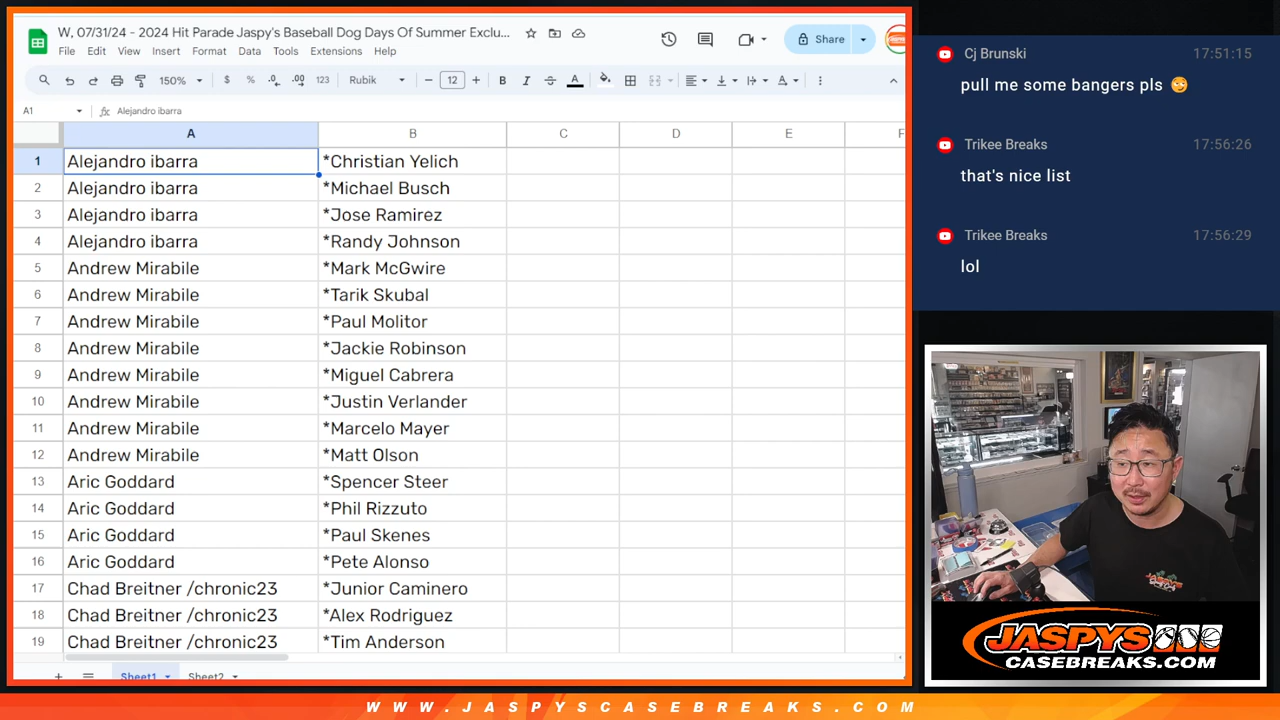 W, 07/31/24 - 2024 Hit Parade Jaspy's Baseball Dog Days Of Summer Exclu...
File Edit View Insert Format Data Tools Extensions Help
Share
150% $ % .0 .00 123 Rubik 12 B I A
A1 fx Alejandro ibarra
A B C D E F
1 Alejandro ibarra *Christian Yelich
2 Alejandro ibarra *Michael Busch
3 Alejandro ibarra *Jose Ramirez
4 Alejandro ibarra *Randy Johnson
5 Andrew Mirabile *Mark McGwire
6 Andrew Mirabile *Tarik Skubal
7 Andrew Mirabile *Paul Molitor
8 Andrew Mirabile *Jackie Robinson
9 Andrew Mirabile *Miguel Cabrera
10 Andrew Mirabile *Justin Verlander
11 Andrew Mirabile *Marcelo Mayer
12 Andrew Mirabile *Matt Olson
13 Aric Goddard *Spencer Steer
14 Aric Goddard *Phil Rizzuto
15 Aric Goddard *Paul Skenes
16 Aric Goddard *Pete Alonso
17 Chad Breitner /chronic23 *Junior Caminero
18 Chad Breitner /chronic23 *Alex Rodriguez
19 Chad Breitner /chronic23 *Tim Anderson
Sheet1 Sheet2
Cj Brunski 17:51:15
pull me some bangers pls
Trikee Breaks 17:56:26
that's nice list
Trikee Breaks 17:56:29
lol
JASPYS
CASEBREAKS.COM
WWW.JASPYSCASEBREAKS.COM